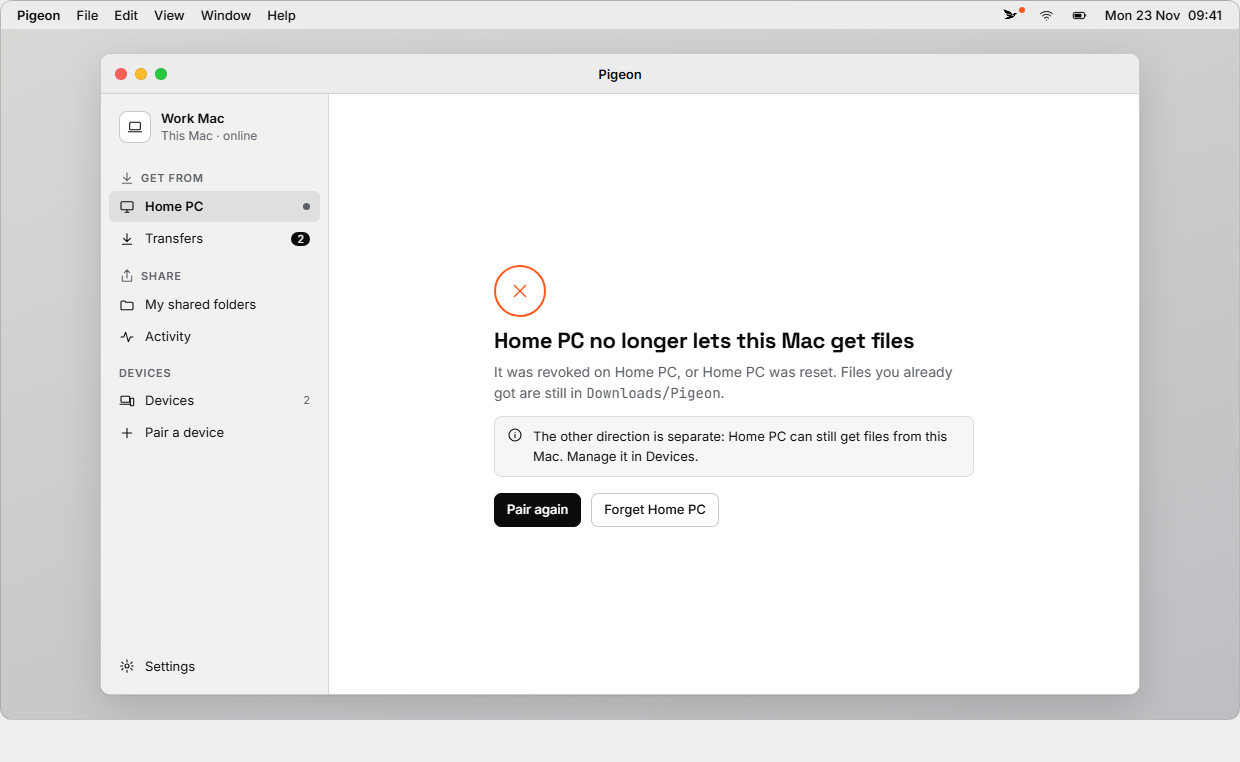 Pigeon File Edit View Window Help Mon 23 Nov 09:41
Pigeon
Work Mac
This Mac · online
GET FROM
Home PC
Transfers 2
SHARE
My shared folders
Activity
DEVICES
Devices 2
Pair a device
Settings
Home PC no longer lets this Mac get files
It was revoked on Home PC, or Home PC was reset. Files you already
got are still in Downloads/Pigeon.
The other direction is separate: Home PC can still get files from this
Mac. Manage it in Devices.
Pair again Forget Home PC